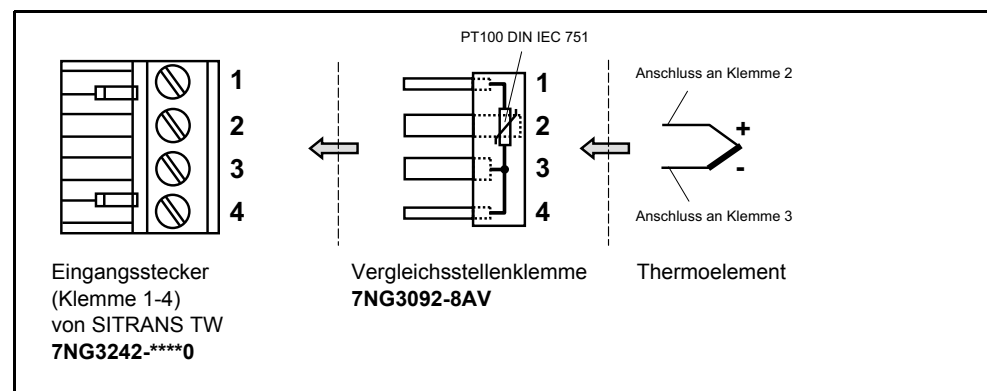 PT100 DIN IEC 751
1
2
3
4
1
2
3
4
Anschluss an Klemme 2
+
-
Anschluss an Klemme 3
Eingangsstecker
(Klemme 1-4)
von SITRANS TW
7NG3242-****0
Vergleichsstellenklemme
7NG3092-8AV
Thermoelement